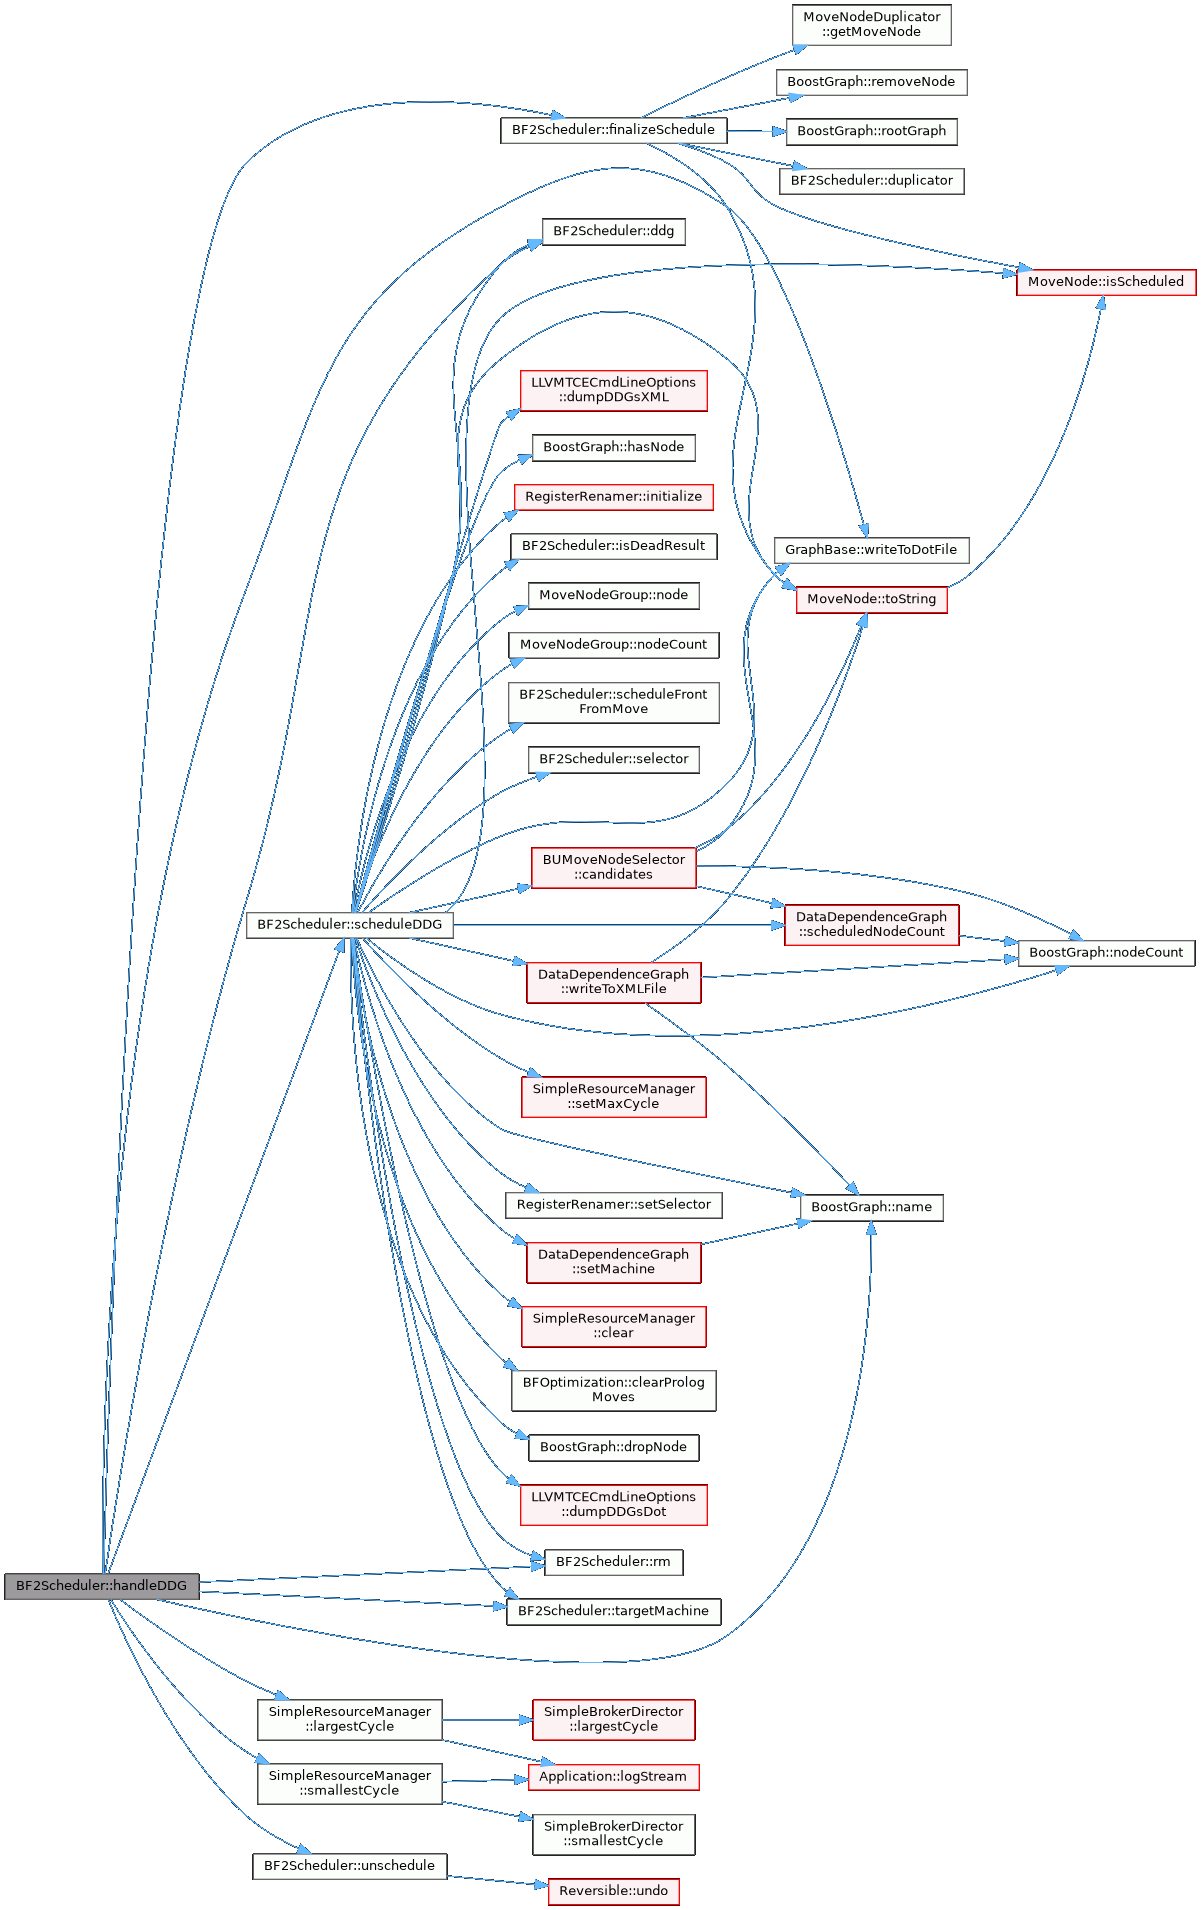 MoveNodeDuplicator
::getMoveNode
BoostGraph::removeNode
BF2Scheduler::finalizeSchedule
BoostGraph::rootGraph
BF2Scheduler::duplicator
BF2Scheduler::ddg
MoveNode::isScheduled
LLVMTCECmdLineOptions
::dumpDDGsXML
BoostGraph::hasNode
RegisterRenamer::initialize
BF2Scheduler::isDeadResult
GraphBase::writeToDotFile
MoveNodeGroup::node
MoveNode::toString
MoveNodeGroup::nodeCount
BF2Scheduler::scheduleFront
FromMove
BF2Scheduler::selector
BUMoveNodeSelector
::candidates
BF2Scheduler::scheduleDDG
DataDependenceGraph
::scheduledNodeCount
BoostGraph::nodeCount
DataDependenceGraph
::writeToXMLFile
SimpleResourceManager
::setMaxCycle
RegisterRenamer::setSelector
BoostGraph::name
DataDependenceGraph
::setMachine
SimpleResourceManager
::clear
BFOptimization::clearProlog
Moves
BoostGraph::dropNode
LLVMTCECmdLineOptions
::dumpDDGsDot
BF2Scheduler::rm
BF2Scheduler::handleDDG
BF2Scheduler::targetMachine
SimpleResourceManager
::largestCycle
SimpleBrokerDirector
::largestCycle
Application::logStream
SimpleResourceManager
::smallestCycle
SimpleBrokerDirector
::smallestCycle
BF2Scheduler::unschedule
Reversible::undo